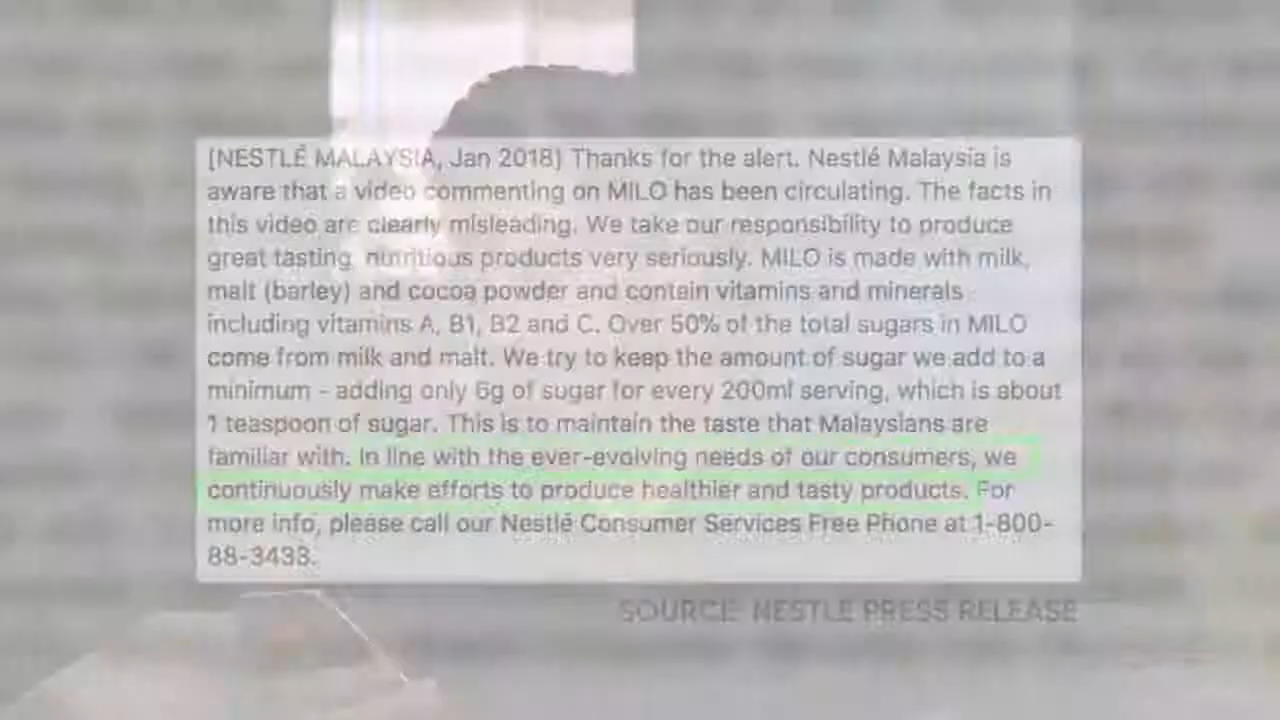 [NESTLÉ MALAYSIA, Jan 2018] Thanks for the alert. Nestlé Malaysia is
aware that a video commenting on MILO has been circulating. The facts in
this video are clearly misleading. We take our responsibility to produce
great tasting, nutritious products very seriously. MILO is made with milk,
malt (barley) and cocoa powder and contain vitamins and minerals
including vitamins A, B1, B2 and C. Over 50% of the total sugars in MILO
come from milk and malt. We try to keep the amount of sugar we add to a
minimum - adding only 6g of sugar for every 200ml serving, which is about
1 teaspoon of sugar. This is to maintain the taste that Malaysians are
familiar with. In line with the ever-evolving needs of our consumers, we
continuously make efforts to produce healthier and tasty products. For
more info, please call our Nestlé Consumer Services Free Phone at 1-800-
88-3433.
SOURCE: NESTLE PRESS RELEASE